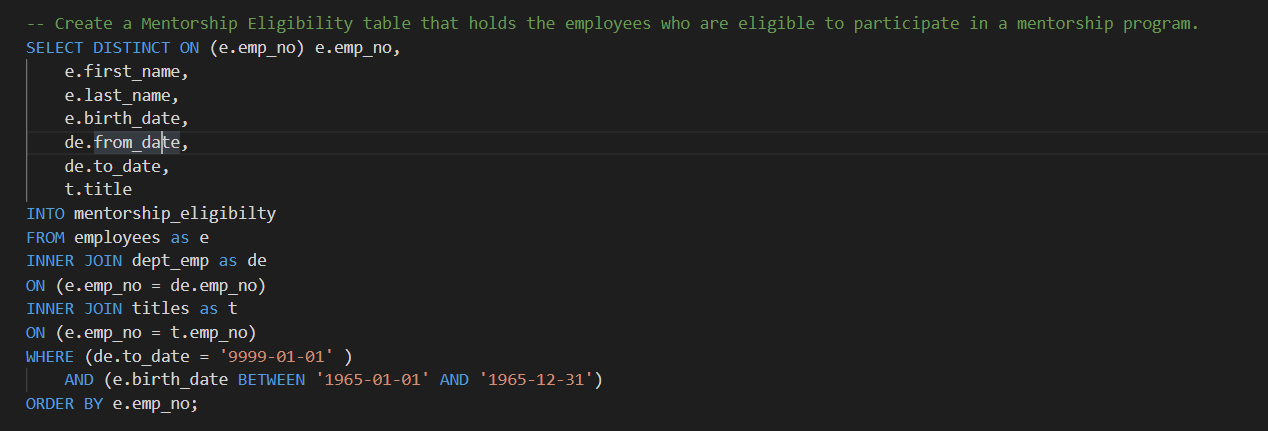 -- Create a Mentorship Eligibility table that holds the employees who are eligible to participate in a mentorship program.
SELECT DISTINCT ON (e.emp_no) e.emp_no,
    e.first_name,
    e.last_name,
    e.birth_date,
    de.from_date,
    de.to_date,
    t.title
INTO mentorship_eligibilty
FROM employees as e
INNER JOIN dept_emp as de
ON (e.emp_no = de.emp_no)
INNER JOIN titles as t
ON (e.emp_no = t.emp_no)
WHERE (de.to_date = '9999-01-01' )
    AND (e.birth_date BETWEEN '1965-01-01' AND '1965-12-31')
ORDER BY e.emp_no;